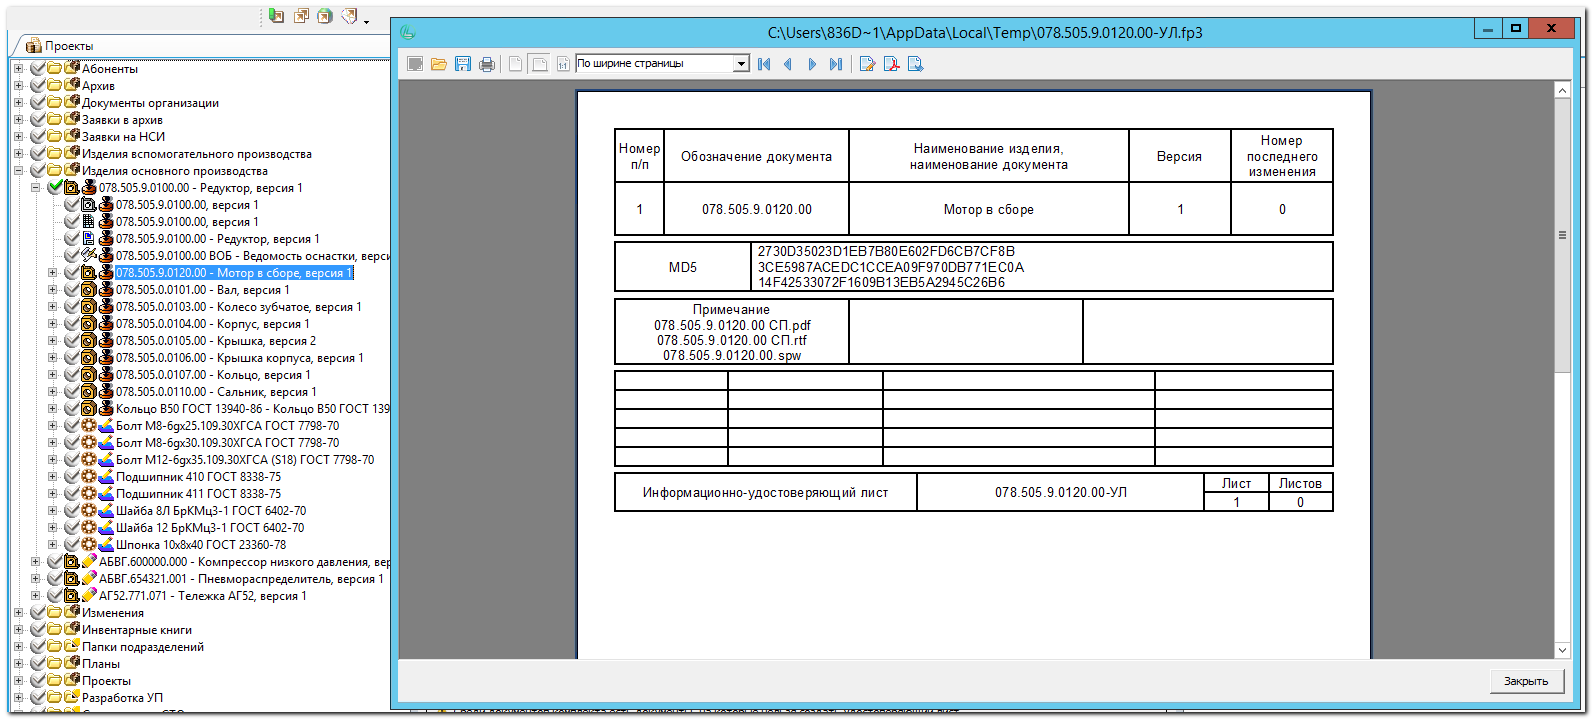 Проекты
Абоненты
Архив
Документы организации
Заявки в архив
Заявки на НСИ
Изделия вспомогательного производства
Изделия основного производства
078.505.9.0100.00 - Редуктор, версия 1
078.505.9.0100.00, версия 1
078.505.9.0100.00, версия 1
078.505.9.0100.00 - Редуктор, версия 1
078.505.9.0100.00 ВОБ - Ведомость оснастки, верси
078.505.9.0120.00 - Мотор в сборе, версия 1
078.505.0.0101.00 - Вал, версия 1
078.505.0.0103.00 - Колесо зубчатое, версия 1
078.505.0.0104.00 - Корпус, версия 1
078.505.0.0105.00 - Крышка, версия 2
078.505.0.0106.00 - Крышка корпуса, версия 1
078.505.0.0107.00 - Кольцо, версия 1
078.505.0.0110.00 - Сальник, версия 1
Кольцо В50 ГОСТ 13940-86 - Кольцо В50 ГОСТ 139
Болт М8-6gx25.109.30ХГСА ГОСТ 7798-70
Болт М8-6gx30.109.30ХГСА ГОСТ 7798-70
Болт М12-6gx35.109.30ХГСА (S18) ГОСТ 7798-70
Подшипник 410 ГОСТ 8338-75
Подшипник 411 ГОСТ 8338-75
Шайба 8Л БрКМц3-1 ГОСТ 6402-70
Шайба 12 БрКМц3-1 ГОСТ 6402-70
Шпонка 10х8х40 ГОСТ 23360-78
АБВГ.600000.000 - Компрессор низкого давления, вер
АБВГ.654321.001 - Пневмораспределитель, версия 1
АГ52.771.071 - Тележка АГ52, версия 1
Изменения
Инвентарные книги
Папки подразделений
Планы
Проекты
Разработка УП
C:\Users\836D~1\AppData\Local\Temp\078.505.9.0120.00-УЛ.fp3
1:1
По ширине страницы
Номер п/п
Обозначение документа
Наименование изделия, наименование документа
Версия
Номер последнего изменения
1
078.505.9.0120.00
Мотор в сборе
1
0
MD5
2730D35023D1EB7B80E602FD6CB7CF8B
3CE5987ACEDC1CCEA09F970DB771EC0A
14F42533072F1609B13EB5A2945C26B6
Примечание
078.505.9.0120.00 СП.pdf
078.505.9.0120.00 СП.rtf
078.505.9.0120.00.spw
Информационно-удостоверяющий лист
078.505.9.0120.00-УЛ
Лист
Листов
1
0
Закрыть